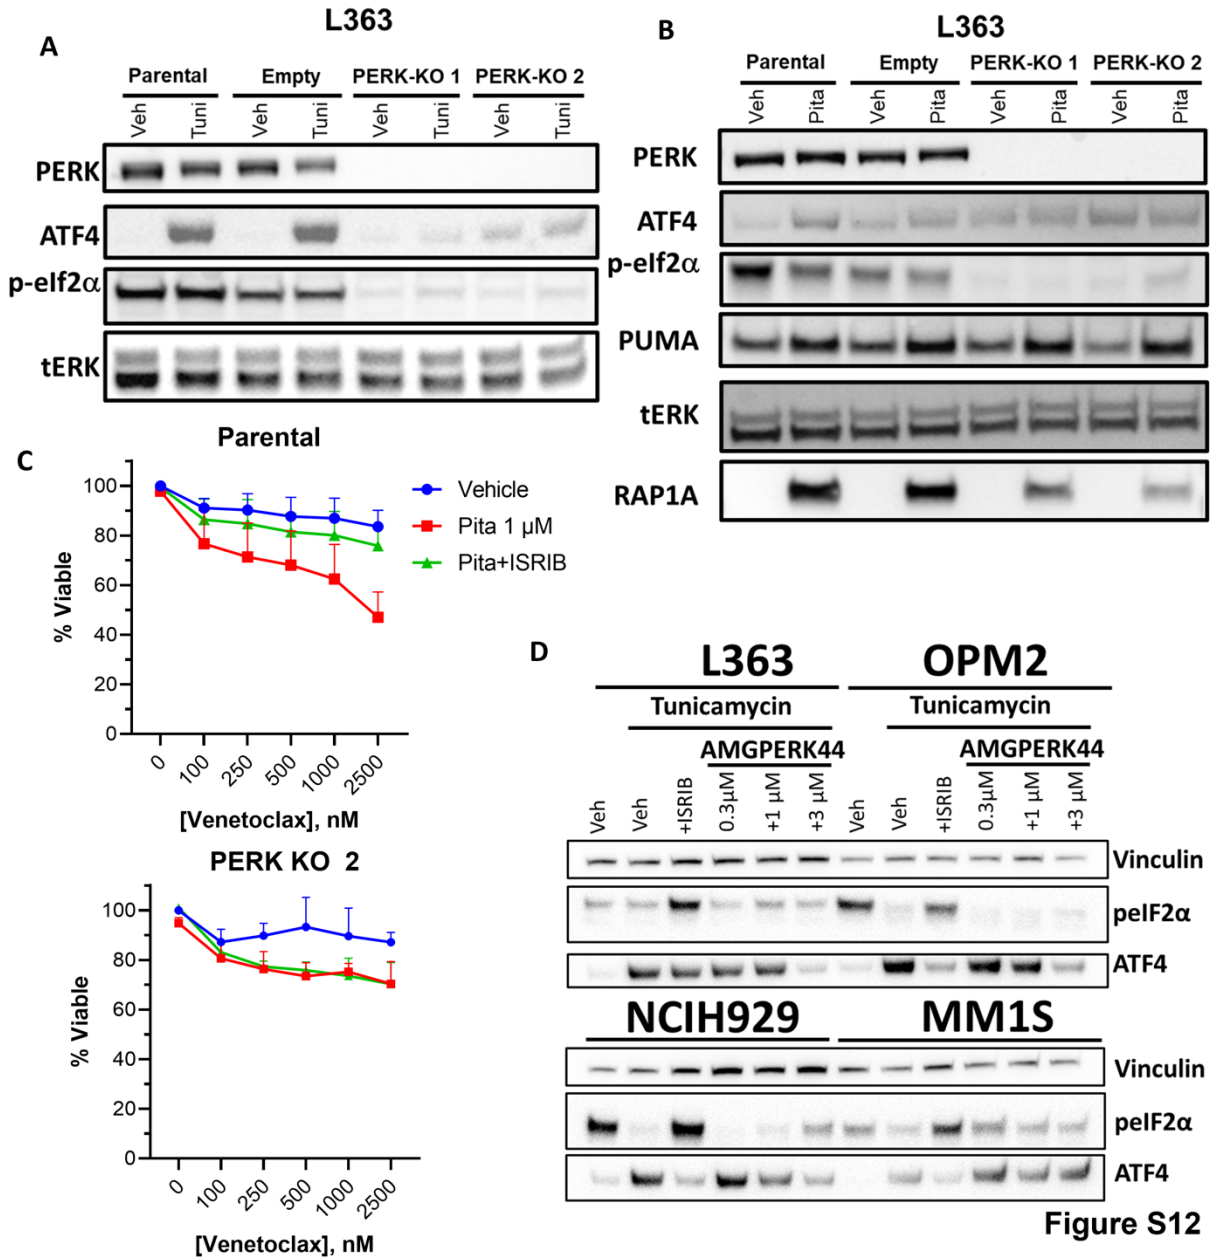 A
L363
Parental Empty PERK-KO 1 PERK-KO 2
Veh Tuni Veh Tuni Veh Tuni Veh Tuni
PERK
ATF4
p-eIf2α
tERK
B
L363
Parental Empty PERK-KO 1 PERK-KO 2
Veh Pita Veh Pita Veh Pita Veh Pita
PERK
ATF4
p-eIf2α
PUMA
tERK
RAP1A
C
Parental
% Viable
100
80
60
40
20
0
0 100 250 500 1000 2500
[Venetoclax], nM
Vehicle
Pita 1 µM
Pita+ISRIB
PERK KO 2
% Viable
100
80
60
40
20
0
0 100 250 500 1000 2500
[Venetoclax], nM
D
L363 OPM2
Tunicamycin Tunicamycin
AMGPERK44 AMGPERK44
Veh Veh +ISRIB 0.3µM +1 µM +3 µM Veh Veh +ISRIB 0.3µM +1 µM +3 µM
Vinculin
peIF2α
ATF4
NCIH929 MM1S
Vinculin
peIF2α
ATF4
Figure S12